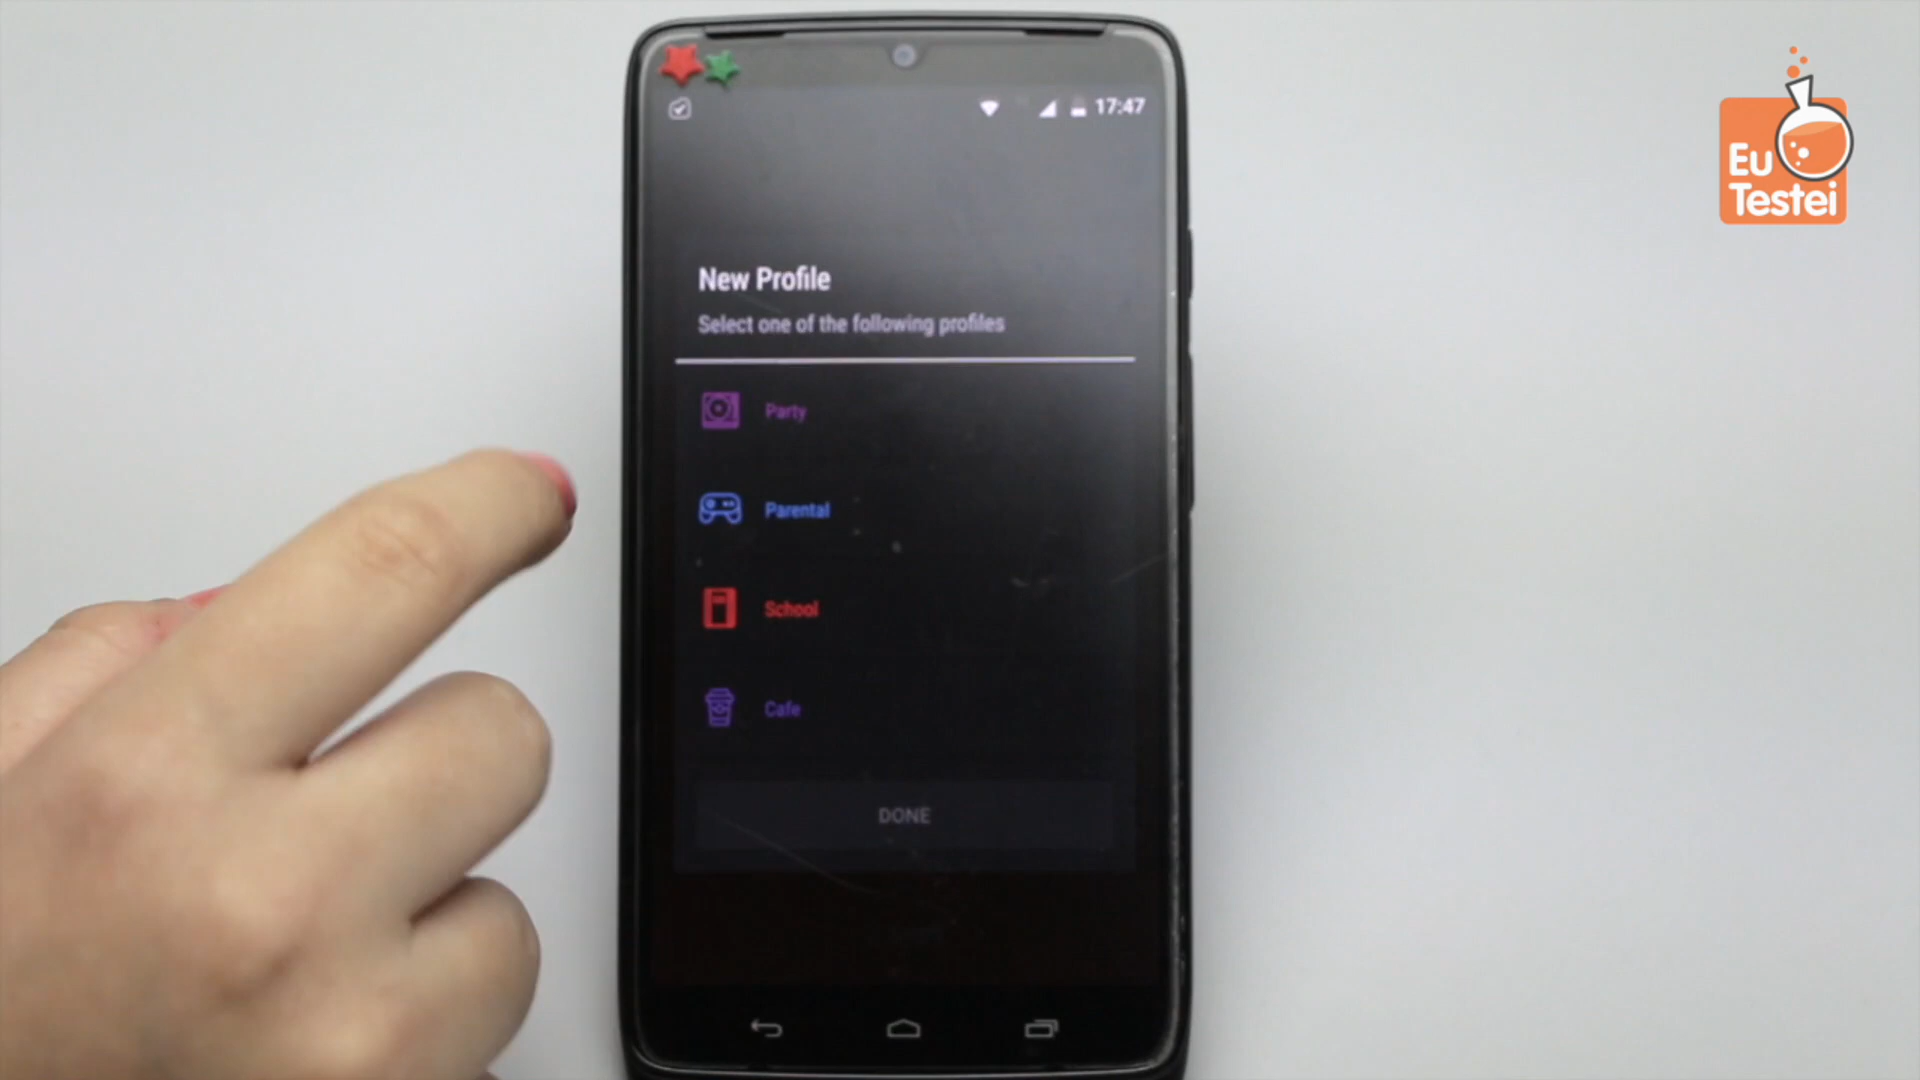 17:47
Eu
Testei
New Profile
Select one of the following profiles
Party
Parental
School
Cafe
DONE